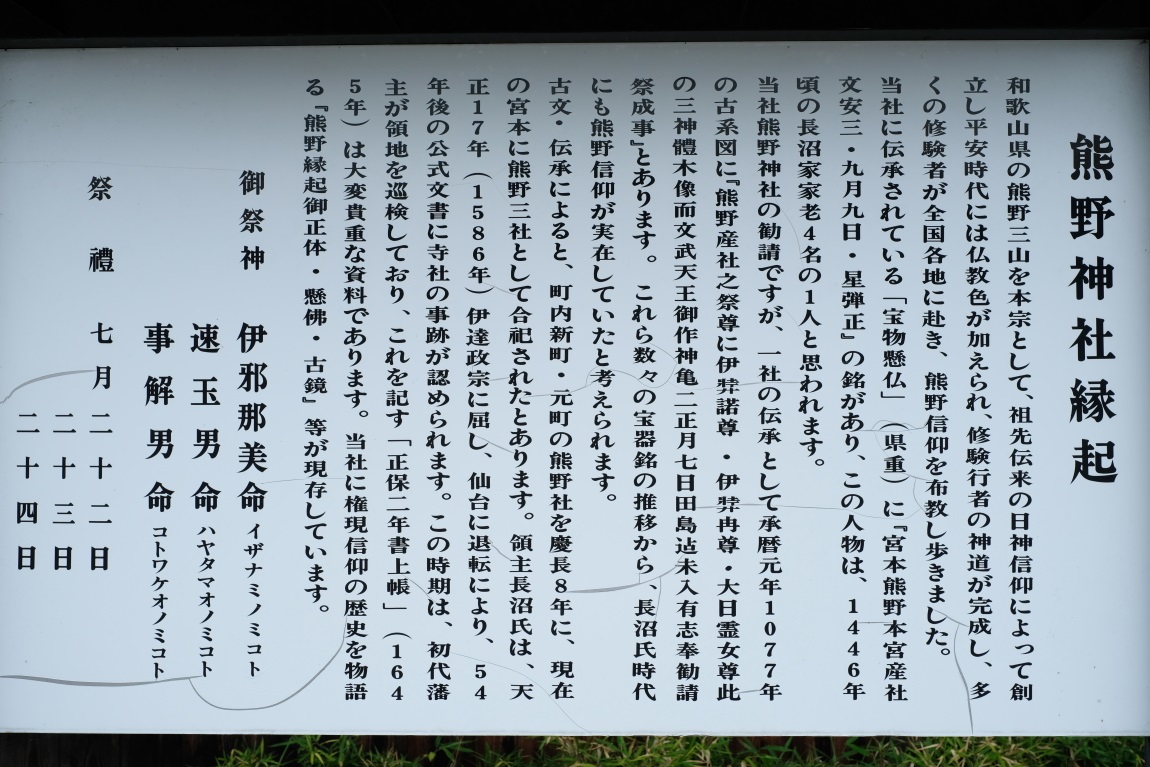 熊野神社縁起
和歌山県の熊野三山を本宗として、祖先伝来の日神信仰によって創
立し平安時代には仏教色が加えられ、修験行者の神道が完成し、多
くの修験者が全国各地に赴き、熊野信仰を布教し歩きました。
当社に伝承されている「宝物懸仏」（県重）に『宮本熊野本宮産社
文安三・九月九日・星弾正』の銘があり、この人物は、１４４６年
頃の長沼家家老４名の１人と思われます。
当社熊野神社の勧請ですが、一社の伝承として承暦元年１０７７年
の古系図に『熊野産社之祭尊に伊弉諾尊・伊弉冉尊・大日霊女尊此
の三神體木像而文武天王御作神亀二正月七日田島迠未入有志奉勧請
祭成事』とあります。これら数々の宝器銘の推移から、長沼氏時代
にも熊野信仰が実在していたと考えられます。
古文・伝承によると、町内新町・元町の熊野社を慶長８年に、現在
の宮本に熊野三社として合祀されたとあります。領主長沼氏は、天
正１７年（１５８６年）伊達政宗に屈し、仙台に退転により、５４
年後の公式文書に寺社の事跡が認められます。この時期は、初代藩
主が領地を巡検しており、これを記す「正保二年書上帳」（１６４
５年）は大変貴重な資料であります。当社に権現信仰の歴史を物語
る『熊野縁起御正体・懸佛・古鏡』等が現存しています。
御祭神 伊邪那美命 イザナミノミコト
速玉男命 ハヤタマオノミコト
事解男命 コトワケオノミコト
祭禮 七月二十二日
二十三日
二十四日